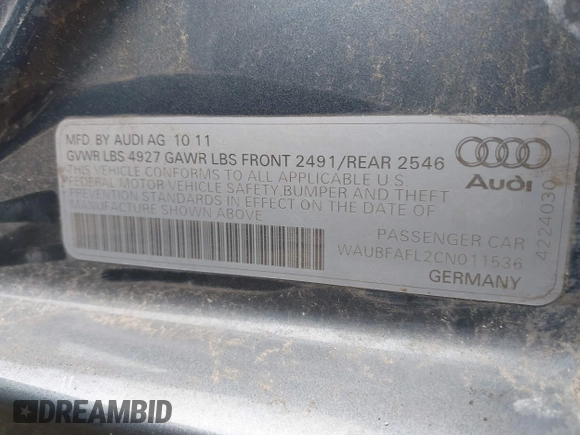 MFD. BY AUDI AG 10 11
GVWR LBS 4927 GAWR LBS FRONT 2491/REAR 2546
THIS VEHICLE CONFORMS TO ALL APPLICABLE U S
FEDERAL MOTOR VEHICLE SAFETY, BUMPER AND THEFT
PREVENTION STANDARDS IN EFFECT ON THE DATE OF
MANUFACTURE SHOWN ABOVE
Audi
PASSENGER CAR
WAUBFAFL2CN011536
GERMANY
4224030
DREAMBID